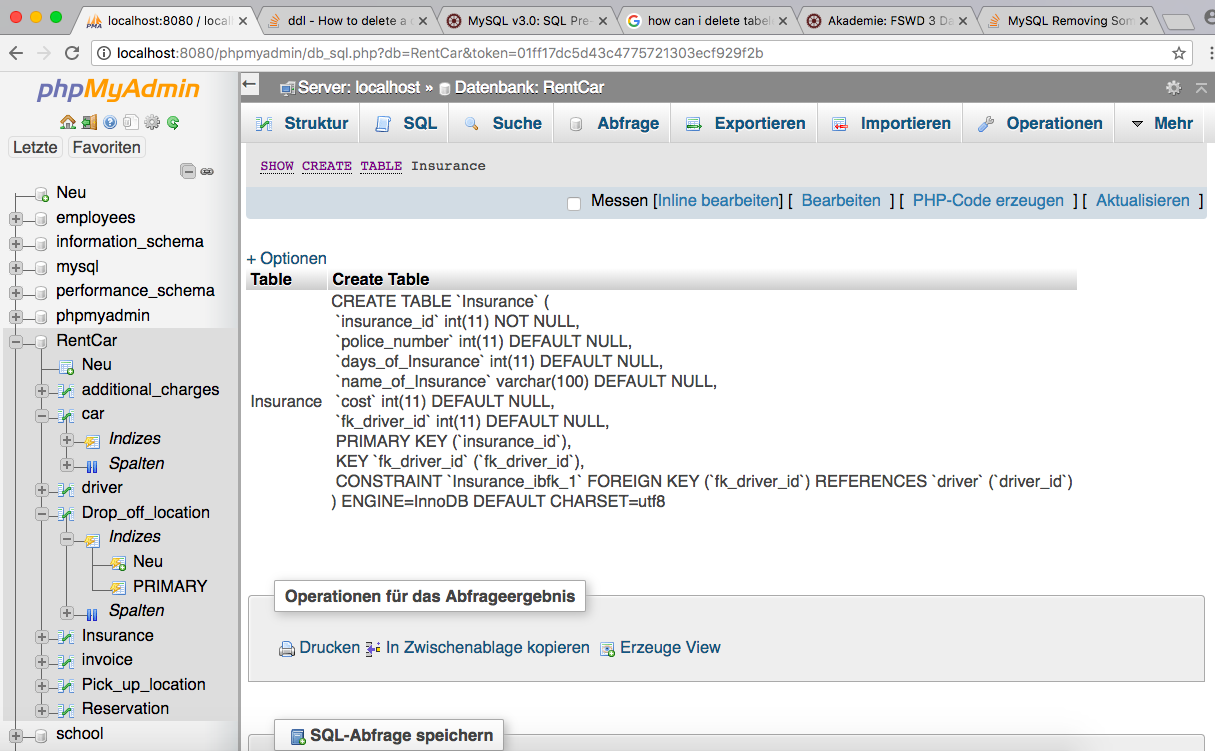 localhost:8080 / local
ddl - How to delete a c
MySQL v3.0: SQL Pre-
how can i delete tabel
Akademie: FSWD 3 Da
MySQL Removing Som
localhost:8080/phpmyadmin/db_sql.php?db=RentCar&token=01ff17dc5d43c4775721303ecf929f2b
phpMyAdmin
Letzte Favoriten
Neu
employees
information_schema
mysql
performance_schema
phpmyadmin
RentCar
Neu
additional_charges
car
Indizes
Spalten
driver
Drop_off_location
Indizes
Neu
PRIMARY
Spalten
Insurance
invoice
Pick_up_location
Reservation
school
Server: localhost » Datenbank: RentCar
Struktur SQL Suche Abfrage Exportieren Importieren Operationen Mehr
SHOW CREATE TABLE Insurance
Messen [Inline bearbeiten] [ Bearbeiten ] [ PHP-Code erzeugen ] [ Aktualisieren ]
+ Optionen
Table Create Table
CREATE TABLE `Insurance` (
`insurance_id` int(11) NOT NULL,
`police_number` int(11) DEFAULT NULL,
`days_of_Insurance` int(11) DEFAULT NULL,
`name_of_Insurance` varchar(100) DEFAULT NULL,
Insurance `cost` int(11) DEFAULT NULL,
`fk_driver_id` int(11) DEFAULT NULL,
PRIMARY KEY (`insurance_id`),
KEY `fk_driver_id` (`fk_driver_id`),
CONSTRAINT `Insurance_ibfk_1` FOREIGN KEY (`fk_driver_id`) REFERENCES `driver` (`driver_id`)
) ENGINE=InnoDB DEFAULT CHARSET=utf8
Operationen für das Abfrageergebnis
Drucken In Zwischenablage kopieren Erzeuge View
SQL-Abfrage speichern